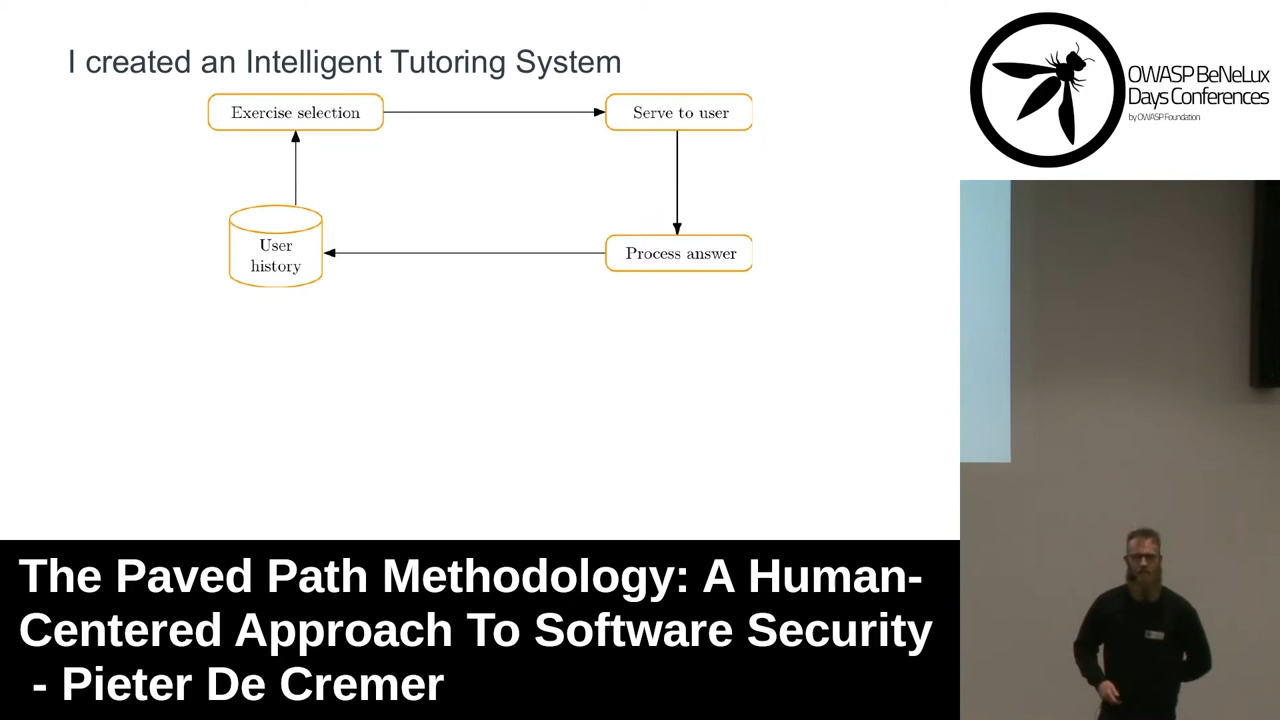 I created an Intelligent Tutoring System
Exercise selection
Serve to user
User
history
Process answer
OWASP BeNeLux
Days Conferences
by OWASP Foundation
The Paved Path Methodology: A Human-
Centered Approach To Software Security
- Pieter De Cremer